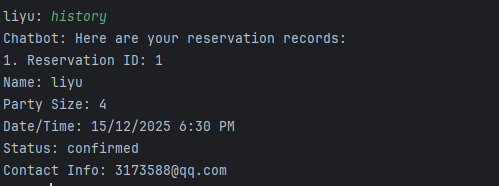 liyu: history
Chatbot: Here are your reservation records:
1. Reservation ID: 1
Name: liyu
Party Size: 4
Date/Time: 15/12/2025 6:30 PM
Status: confirmed
Contact Info: 3173588@qq.com